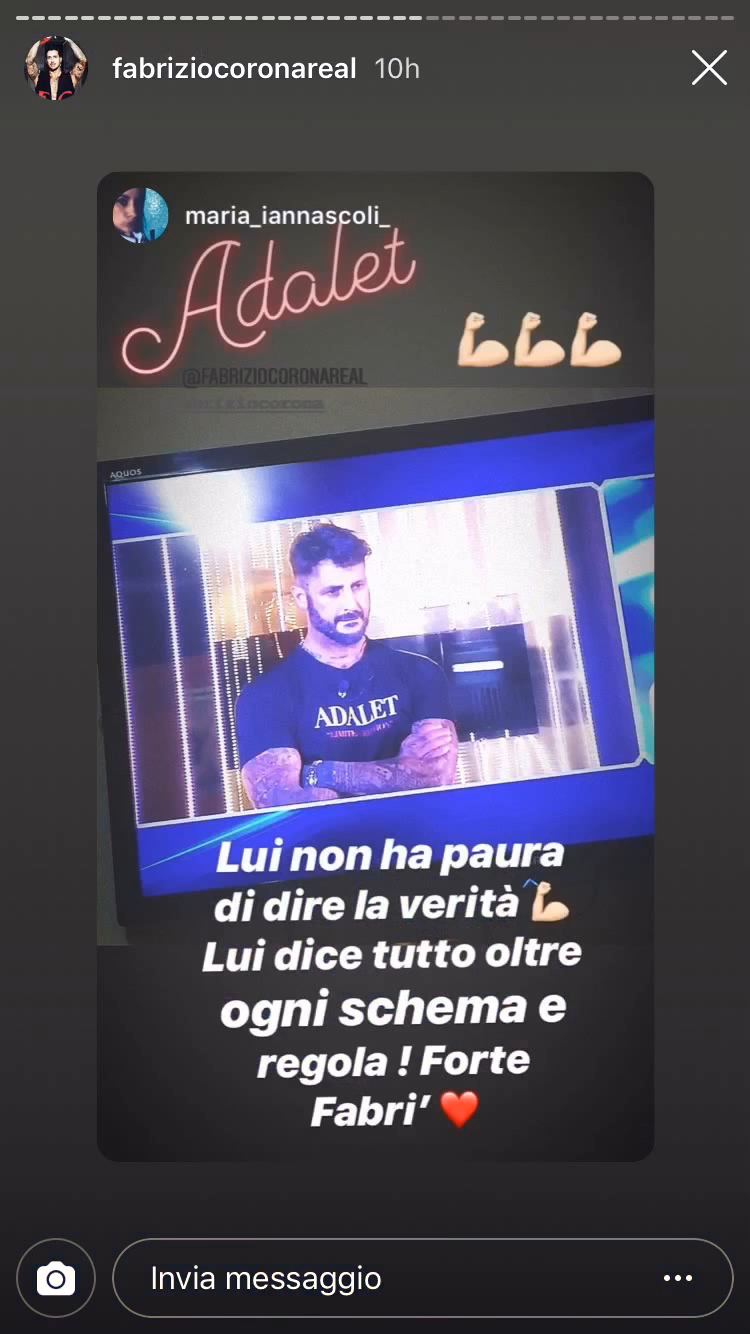 fabriziocoronareal 10h
maria_iannascoli_
Adalet
@FABRIZIOCORONAREAL
AQUOS
ADALET
Lui non ha paura
di dire la verità
Lui dice tutto oltre
ogni schema e
regola ! Forte
Fabri’
Invia messaggio